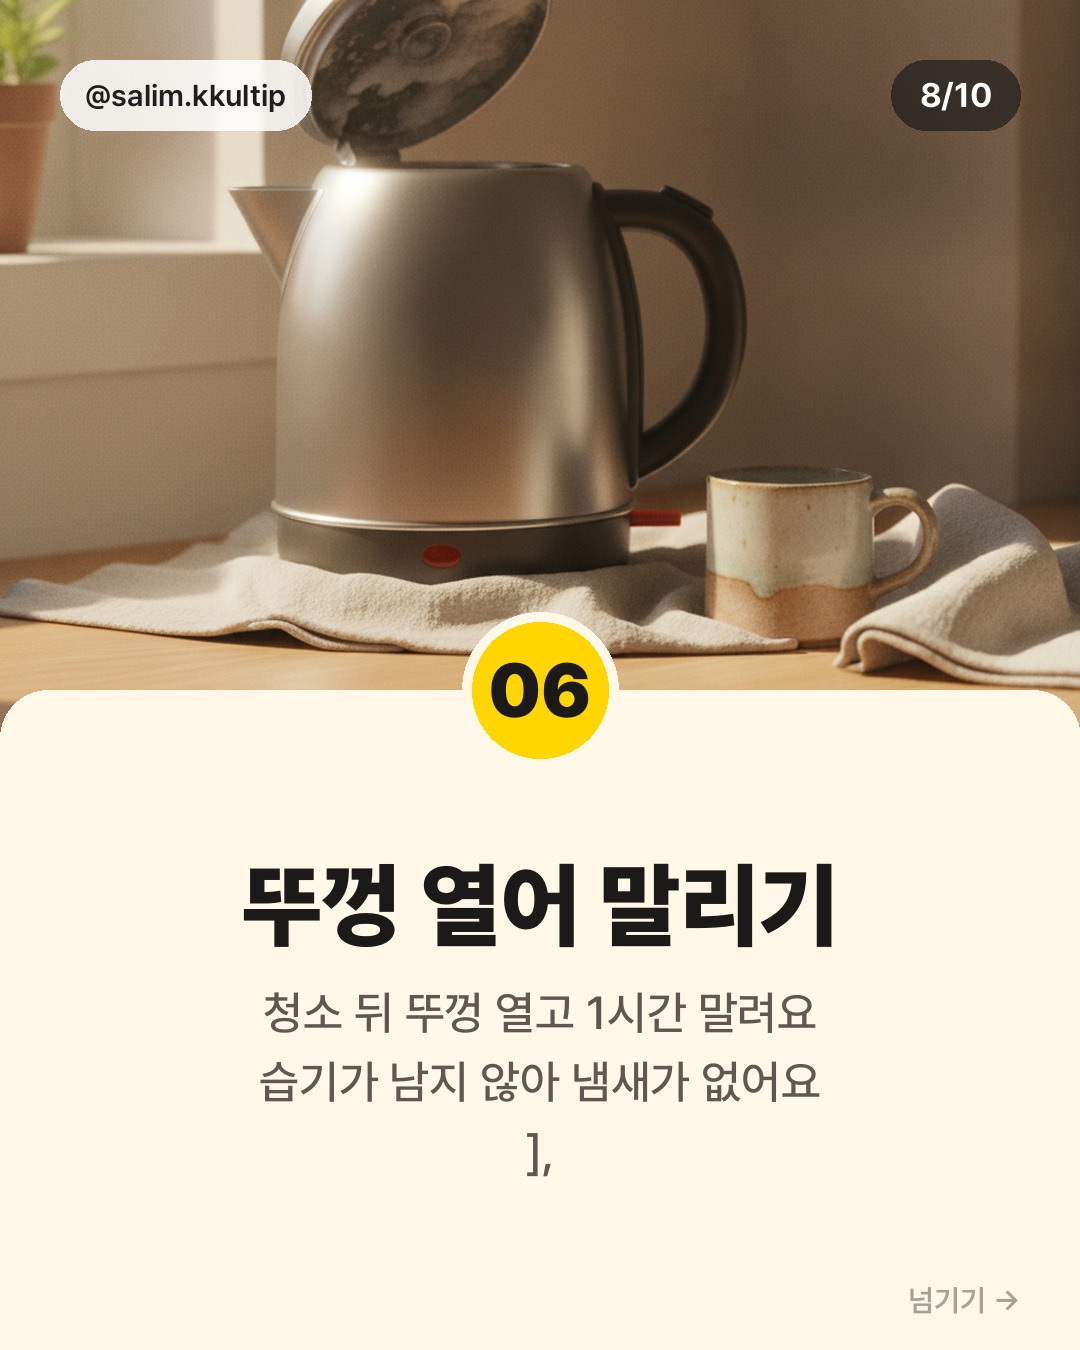 @salim.kkultip
8/10
06
뚜껑 열어 말리기
청소 뒤 뚜껑 열고 1시간 말려요
습기가 남지 않아 냄새가 없어요
],
넘기기 →